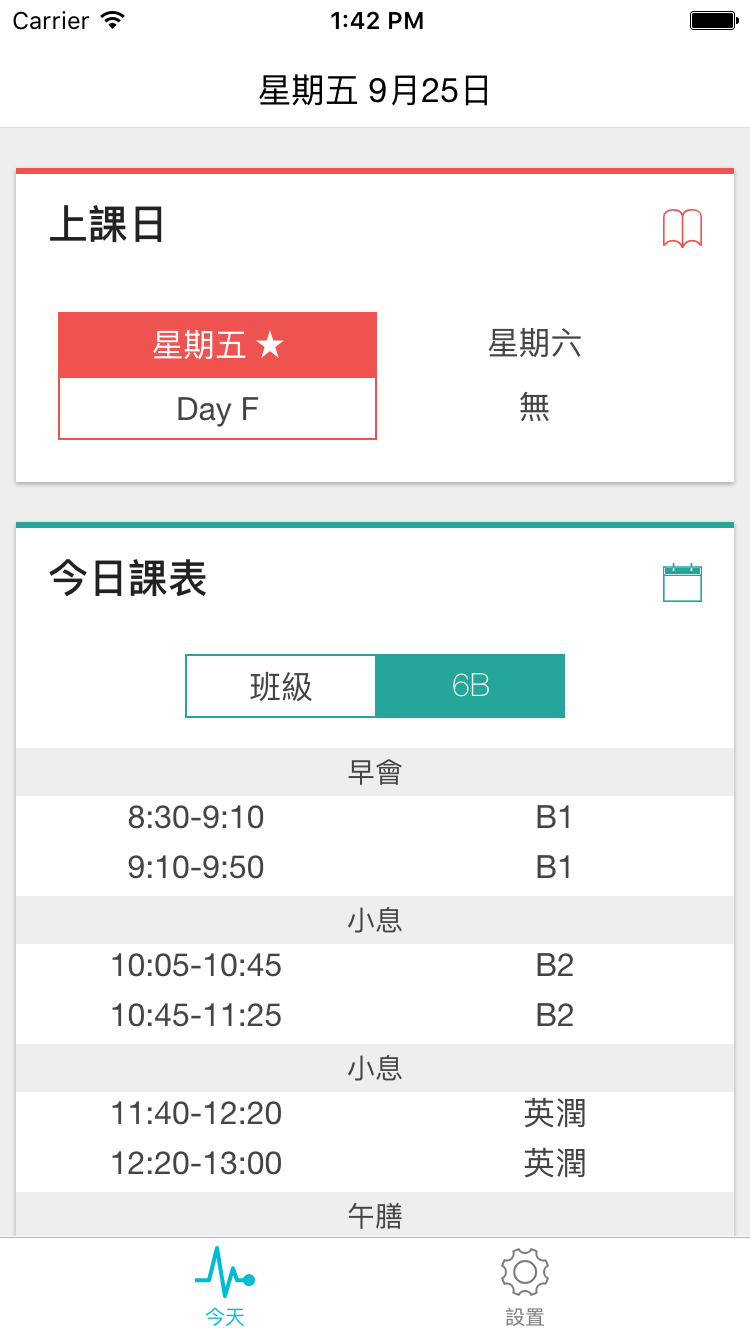 Carrier 1:42 PM
星期五 9月25日
上課日
星期五 ★ 星期六
Day F 無
今日課表
班級 6B
早會
8:30-9:10 B1
9:10-9:50 B1
小息
10:05-10:45 B2
10:45-11:25 B2
小息
11:40-12:20 英潤
12:20-13:00 英潤
午膳
今天 設置